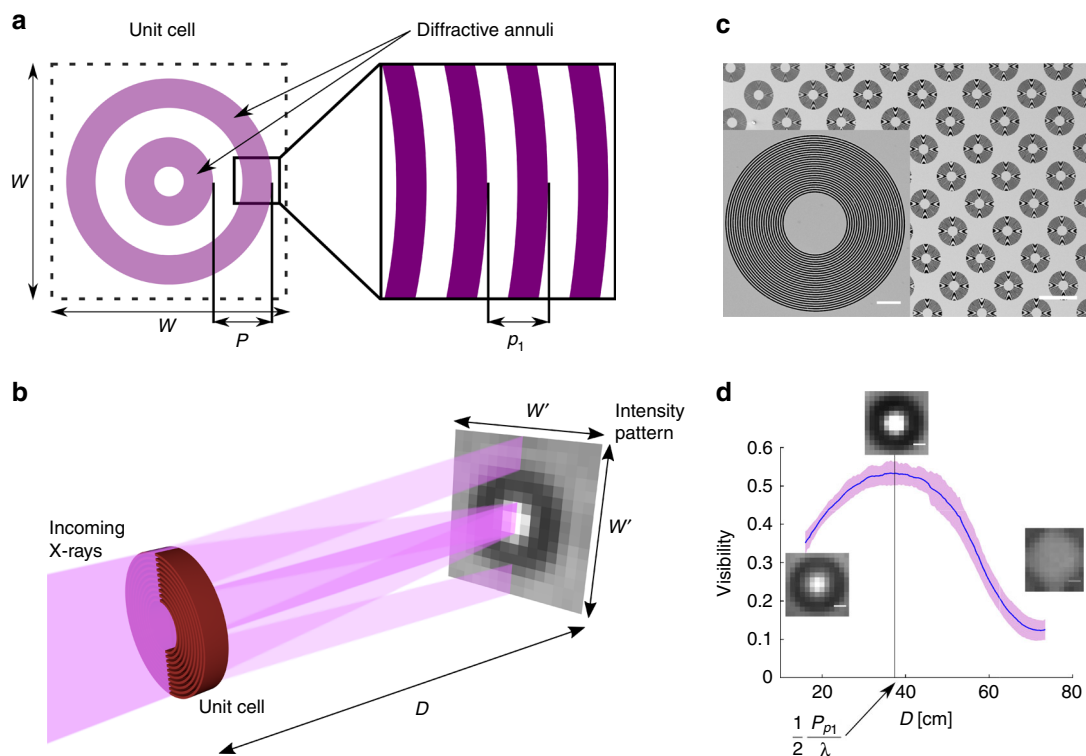 a
Unit cell
Diffractive annuli
W
W
P
p1
c
b
W′
Intensity
pattern
W′
Incoming
X-rays
Unit cell
D
d
0.6
0.5
0.4
0.3
0.2
0.1
0
Visibility
20
40
60
80
D [cm]
1/2 Pp1/λ